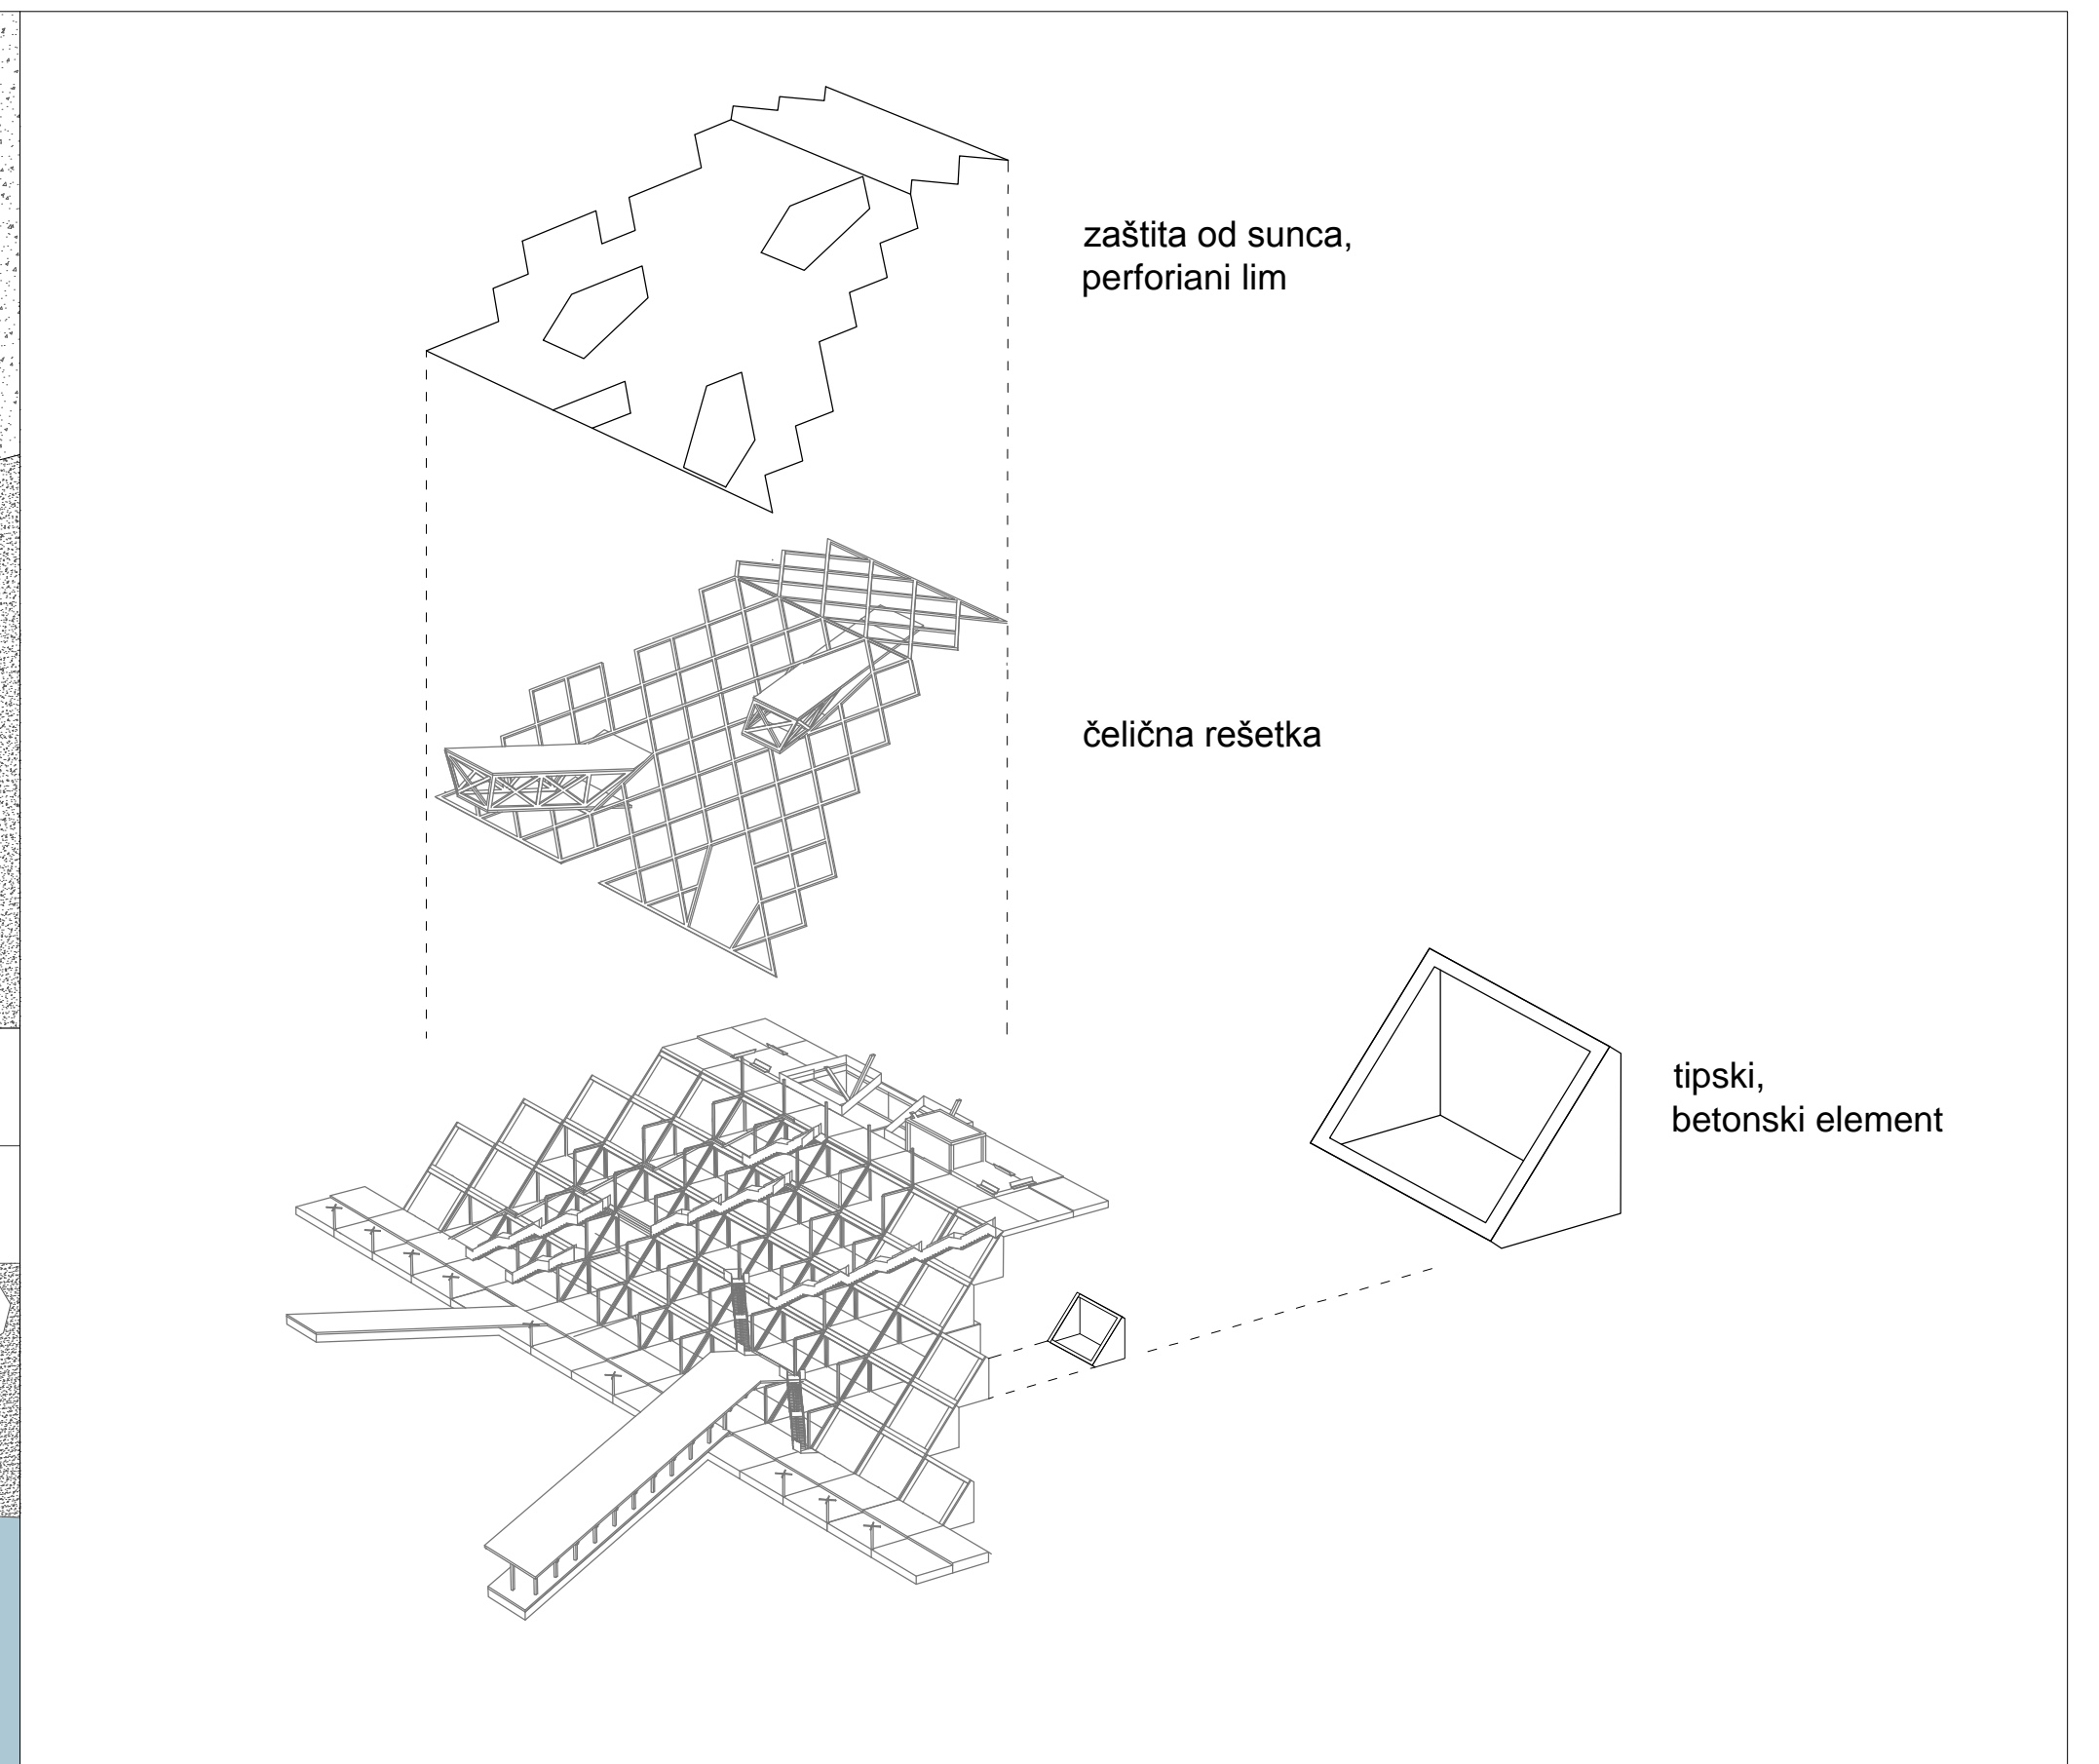 zaštita od sunca,
perforiani lim
čelična rešetka
tipski,
betonski element